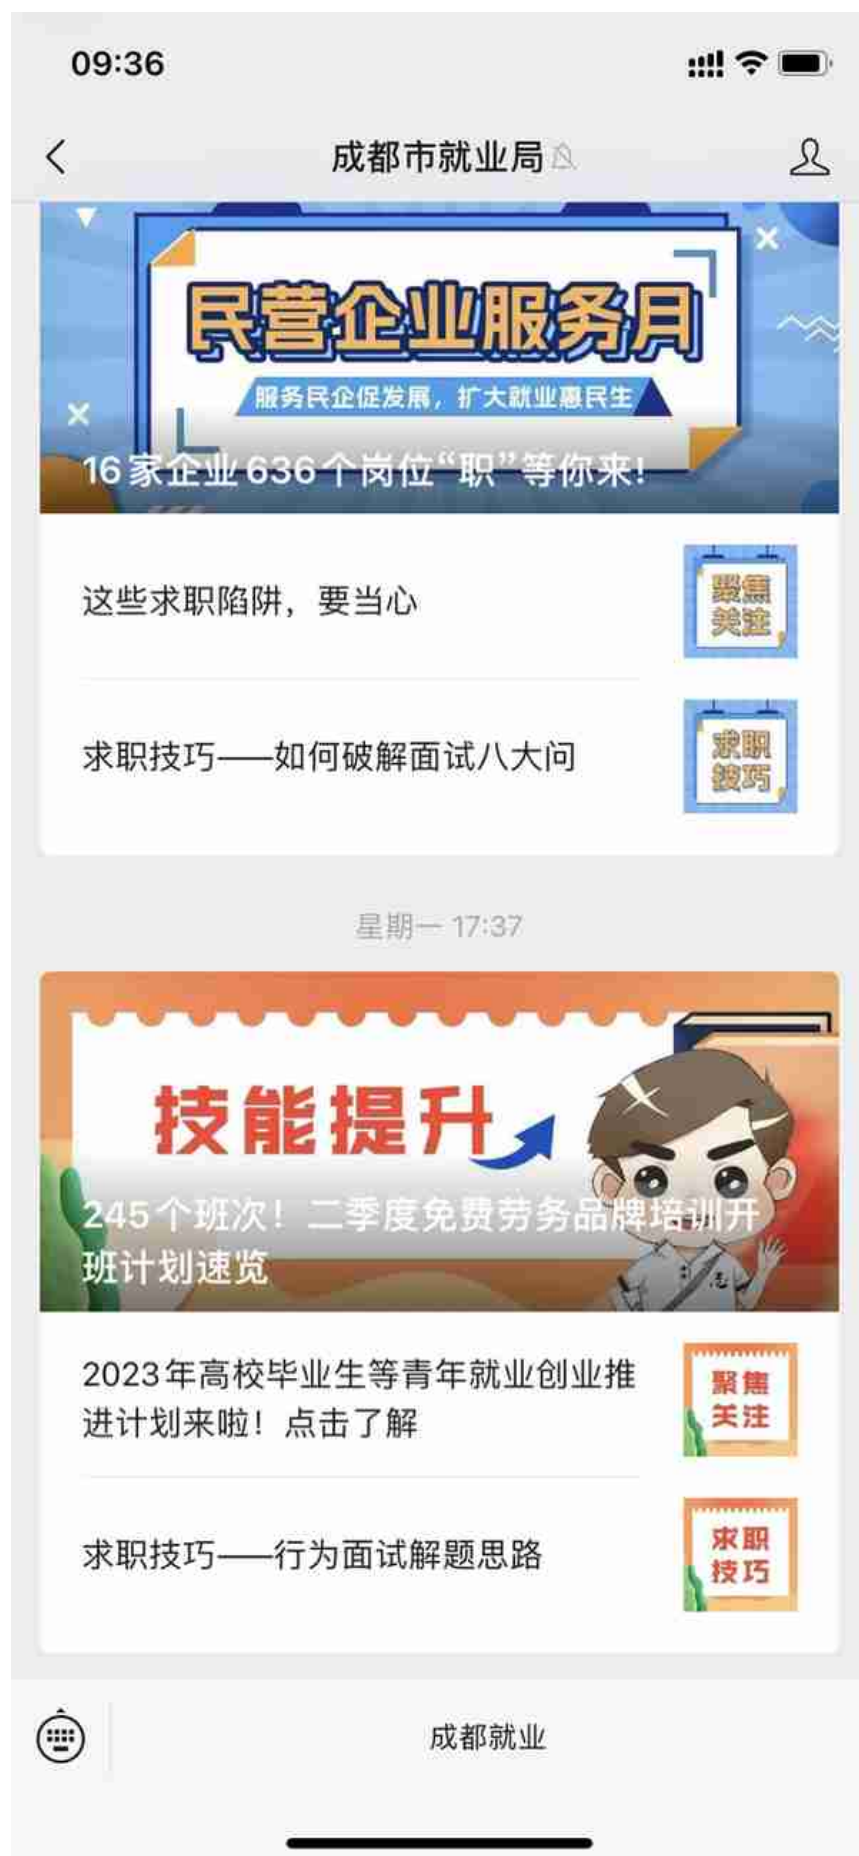 09:36
成都市就业局
民营企业服务月
服务民企促发展，扩大就业惠民生
16家企业636个岗位“职”等你来！
这些求职陷阱，要当心
聚焦
关注
求职技巧——如何破解面试八大问
求职
技巧
星期一 17:37
技能提升
245个班次！二季度免费劳务品牌培训开
班计划速览
志
2023年高校毕业生等青年就业创业推
进计划来啦！点击了解
聚焦
关注
求职技巧——行为面试解题思路
求职
技巧
成都就业